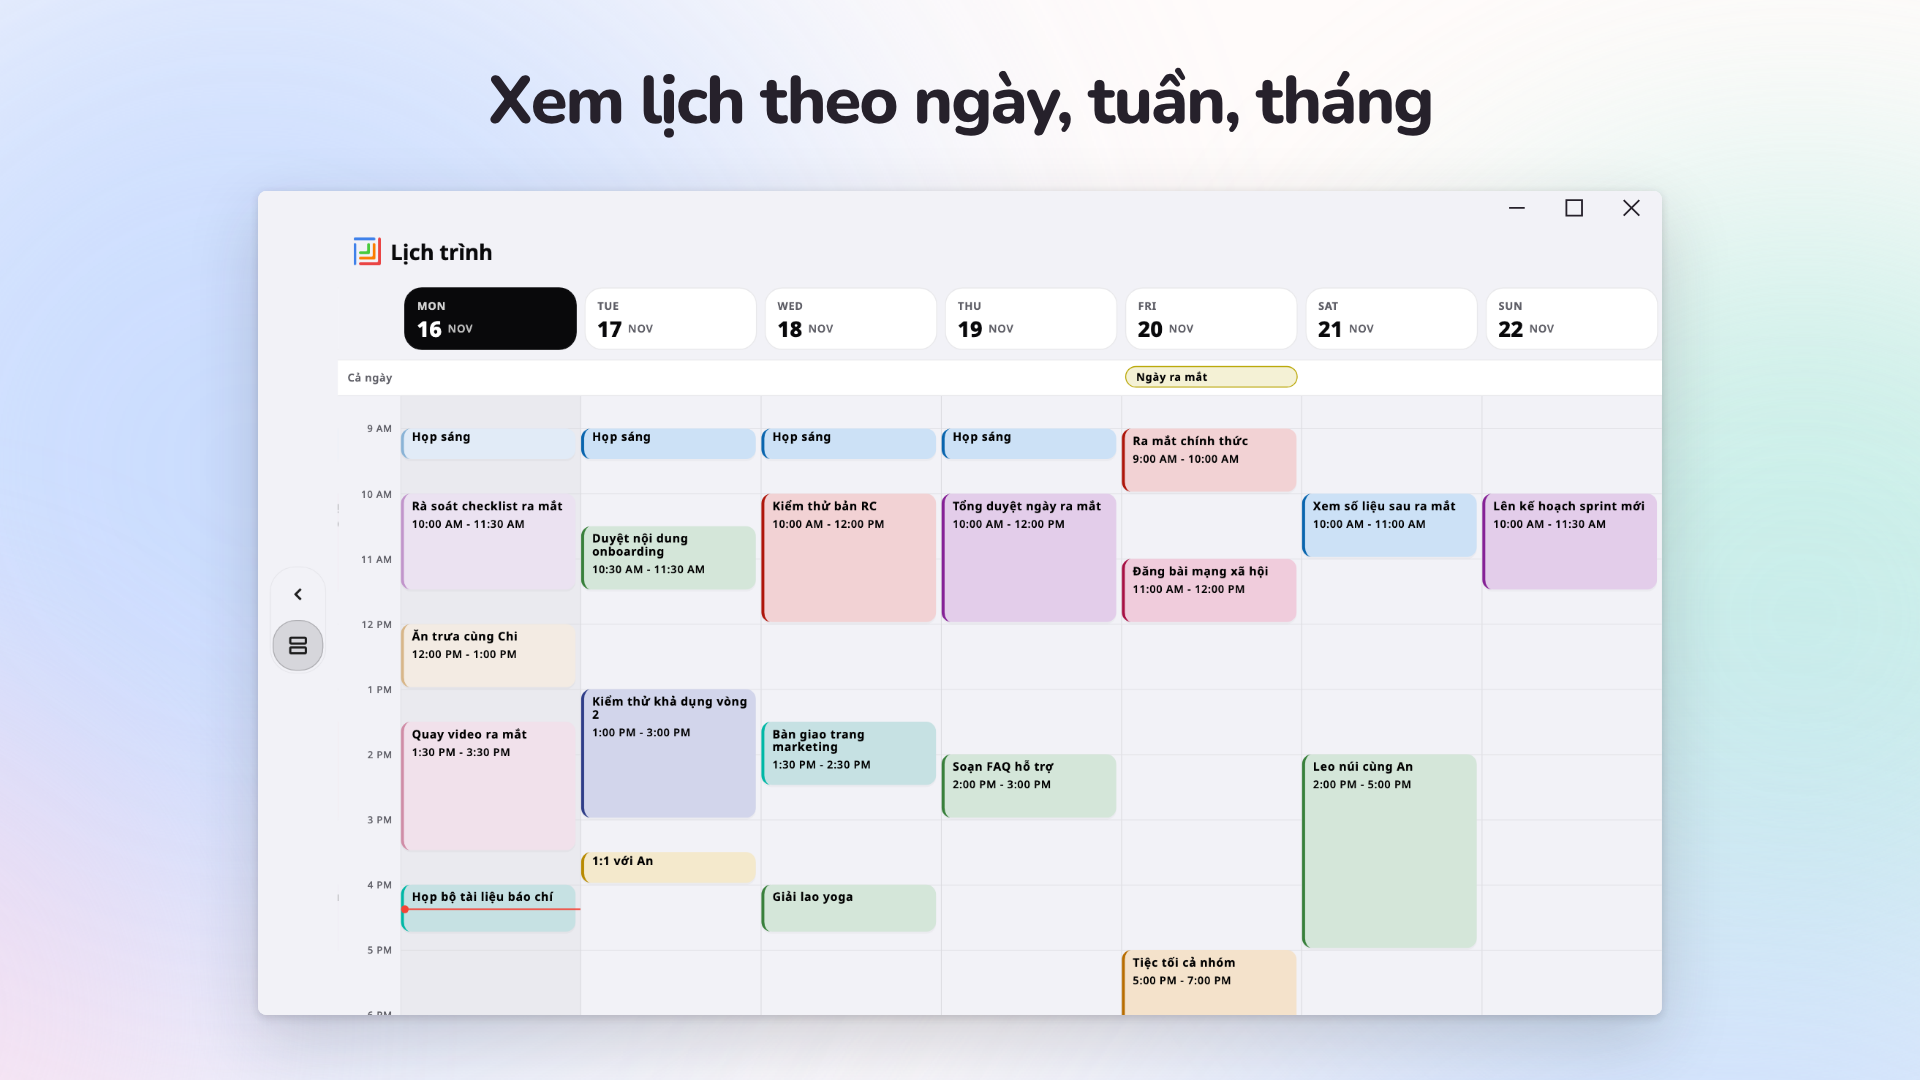 Xem lịch theo ngày, tuần, tháng
Lịch trình
MON
16 NOV
TUE
17 NOV
WED
18 NOV
THU
19 NOV
FRI
20 NOV
SAT
21 NOV
SUN
22 NOV
Cả ngày
Ngày ra mắt
9 AM
10 AM
11 AM
12 PM
1 PM
2 PM
3 PM
4 PM
5 PM
6 PM
Họp sáng
Rà soát checklist ra mắt
10:00 AM - 11:30 AM
Ăn trưa cùng Chi
12:00 PM - 1:00 PM
Quay video ra mắt
1:30 PM - 3:30 PM
Họp bộ tài liệu báo chí
Họp sáng
Duyệt nội dung
onboarding
10:30 AM - 11:30 AM
Kiểm thử khả dụng vòng
2
1:00 PM - 3:00 PM
1:1 với An
Họp sáng
Kiểm thử bản RC
10:00 AM - 12:00 PM
Bàn giao trang
marketing
1:30 PM - 2:30 PM
Giải lao yoga
Họp sáng
Tổng duyệt ngày ra mắt
10:00 AM - 12:00 PM
Soạn FAQ hỗ trợ
2:00 PM - 3:00 PM
Ra mắt chính thức
9:00 AM - 10:00 AM
Đăng bài mạng xã hội
11:00 AM - 12:00 PM
Tiệc tối cả nhóm
5:00 PM - 7:00 PM
Xem số liệu sau ra mắt
10:00 AM - 11:00 AM
Leo núi cùng An
2:00 PM - 5:00 PM
Lên kế hoạch sprint mới
10:00 AM - 11:30 AM